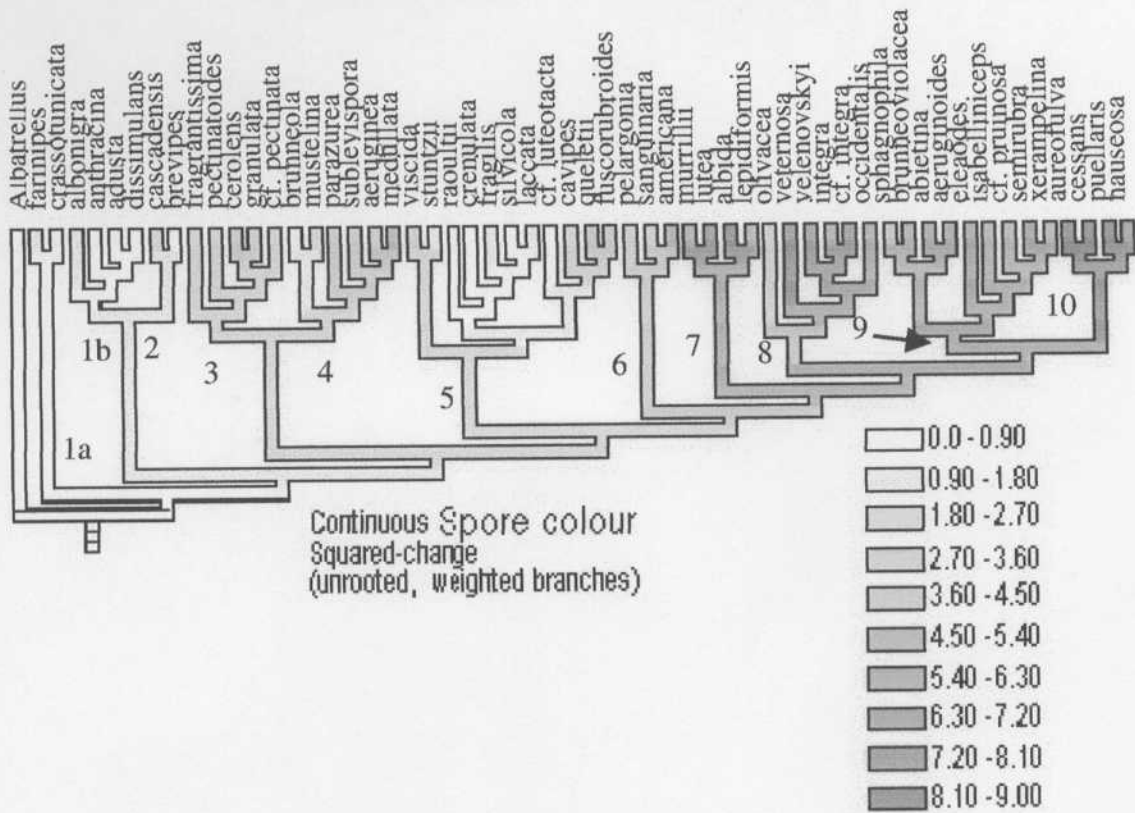 Albatrellus
farinipes
crassotunicata
albonigra
anthracina
adusta
dissimulans
cascadensis
brevipes
fragrantissima
pectinatoides
cerolens
granulata
cf. pectinata
brunneola
mustelina
parazurea
sublevispora
aeruginea
medullata
viscida
stuntzii
raoultii
crenulata
fragilis
silvicola
laccata
cf. luteotacta
cavipes
queletii
fuscorubroides
pelargonia
sanguinaria
americana
murrillii
lutea
albida
lepidiformis
olivacea
veternosa
velenovskyi
integra
cf. integra
occidentalis
sphagnophila
brunneoviolacea
abietina
aerugnoides
eleaodes.
isabelliniceps
cf. pruinosa
semirubra
xerampelina
aureofulva
cessans
puellaris
hauseosa
1b
2
3
4
5
6
7
8
9
10
1a
Continuous Spore colour
Squared-change
(unrooted, weighted branches)
0.0 - 0.90
0.90 - 1.80
1.80 - 2.70
2.70 - 3.60
3.60 - 4.50
4.50 - 5.40
5.40 - 6.30
6.30 - 7.20
7.20 - 8.10
8.10 - 9.00